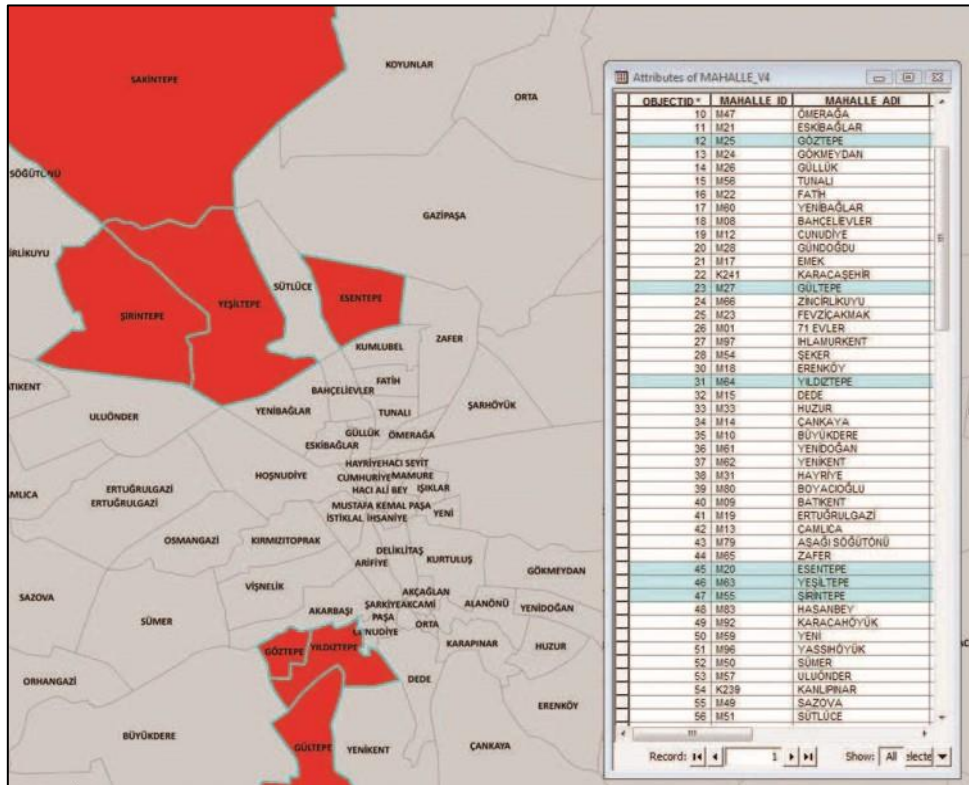 SAKİNTEPE
KOYUNLAR
ORTA
SÖĞÜTÖNÜ
GAZİPAŞA
İRLİKUYU
SÜTLÜCE
YEŞİLTEPE
ESENTEPE
ŞİRİNTEPE
ZAFER
KUMLUBEL
FATİH
ATIKENT
BAHÇELİEVLER
ULUÖNDER
YENİBAĞLAR
TUNALI
ŞARHÖYÜK
GÜLLÜK ÖMERAĞA
ESKİBAĞLAR
HOŞNUDİYE
HAYRİYE HACI SEYİT
CUMHURİYE MAMURE
ERTUĞRULGAZİ
HACI ALİ BEY IŞIKLAR
AMLICA
ERTUĞRULGAZİ
MUSTAFA KEMAL PAŞA
İSTİKLAL İHSANİYE YENİ
OSMANGAZİ
KIRMIZITOPRAK
DELİKLİTAŞ
ARİFİYE
KURTULUŞ
GÖKMEYDAN
VİŞNELİK
AKÇAĞLAN
SAZOVA
ŞARKİYE AKCAMİ
ALANÖNÜ
YENİDOĞAN
AKARBAŞI
PAŞA
SÜMER
ORTA
UNUDİYE
KARAPINAR
HUZUR
GÖZTEPE
YILDIZTEPE
ORHANGAZİ
DEDE
ERENKÖY
BÜYÜKDERE
GÜLTEPE
YENİKENT
ÇANKAYA
Attributes of MAHALLE_V4
OBJECTID * MAHALLE_ID MAHALLE_ADI
10 M47 ÖMERAĞA
11 M21 ESKİBAĞLAR
12 M25 GÖZTEPE
13 M24 GÖKMEYDAN
14 M26 GÜLLÜK
15 M56 TUNALI
16 M22 FATİH
17 M60 YENİBAĞLAR
18 M08 BAHÇELİEVLER
19 M12 CUNUDİYE
20 M28 GÜNDOĞDU
21 M17 EMEK
22 K241 KARACAŞEHİR
23 M27 GÜLTEPE
24 M66 ZİNCİRLİKUYU
25 M23 FEVZİÇAKMAK
26 M01 71 EVLER
27 M97 IHLAMURKENT
28 M54 ŞEKER
30 M18 ERENKÖY
31 M64 YILDIZTEPE
32 M15 DEDE
33 M33 HUZUR
34 M14 ÇANKAYA
35 M10 BÜYÜKDERE
36 M61 YENİDOĞAN
37 M62 YENİKENT
38 M31 HAYRİYE
39 M80 BOYACIOĞLU
40 M09 BATIKENT
41 M19 ERTUĞRULGAZİ
42 M13 ÇAMLICA
43 M79 AŞAĞI SÖĞÜTÖNÜ
44 M65 ZAFER
45 M20 ESENTEPE
46 M63 YEŞİLTEPE
47 M55 ŞİRİNTEPE
48 M83 HASANBEY
49 M92 KARACAHÖYÜK
50 M59 YENİ
51 M96 YASSIHÖYÜK
52 M50 SÜMER
53 M57 ULUÖNDER
54 K239 KANLIPINAR
55 M49 SAZOVA
56 M51 SÜTLÜCE
Record: 1 Show: All electe